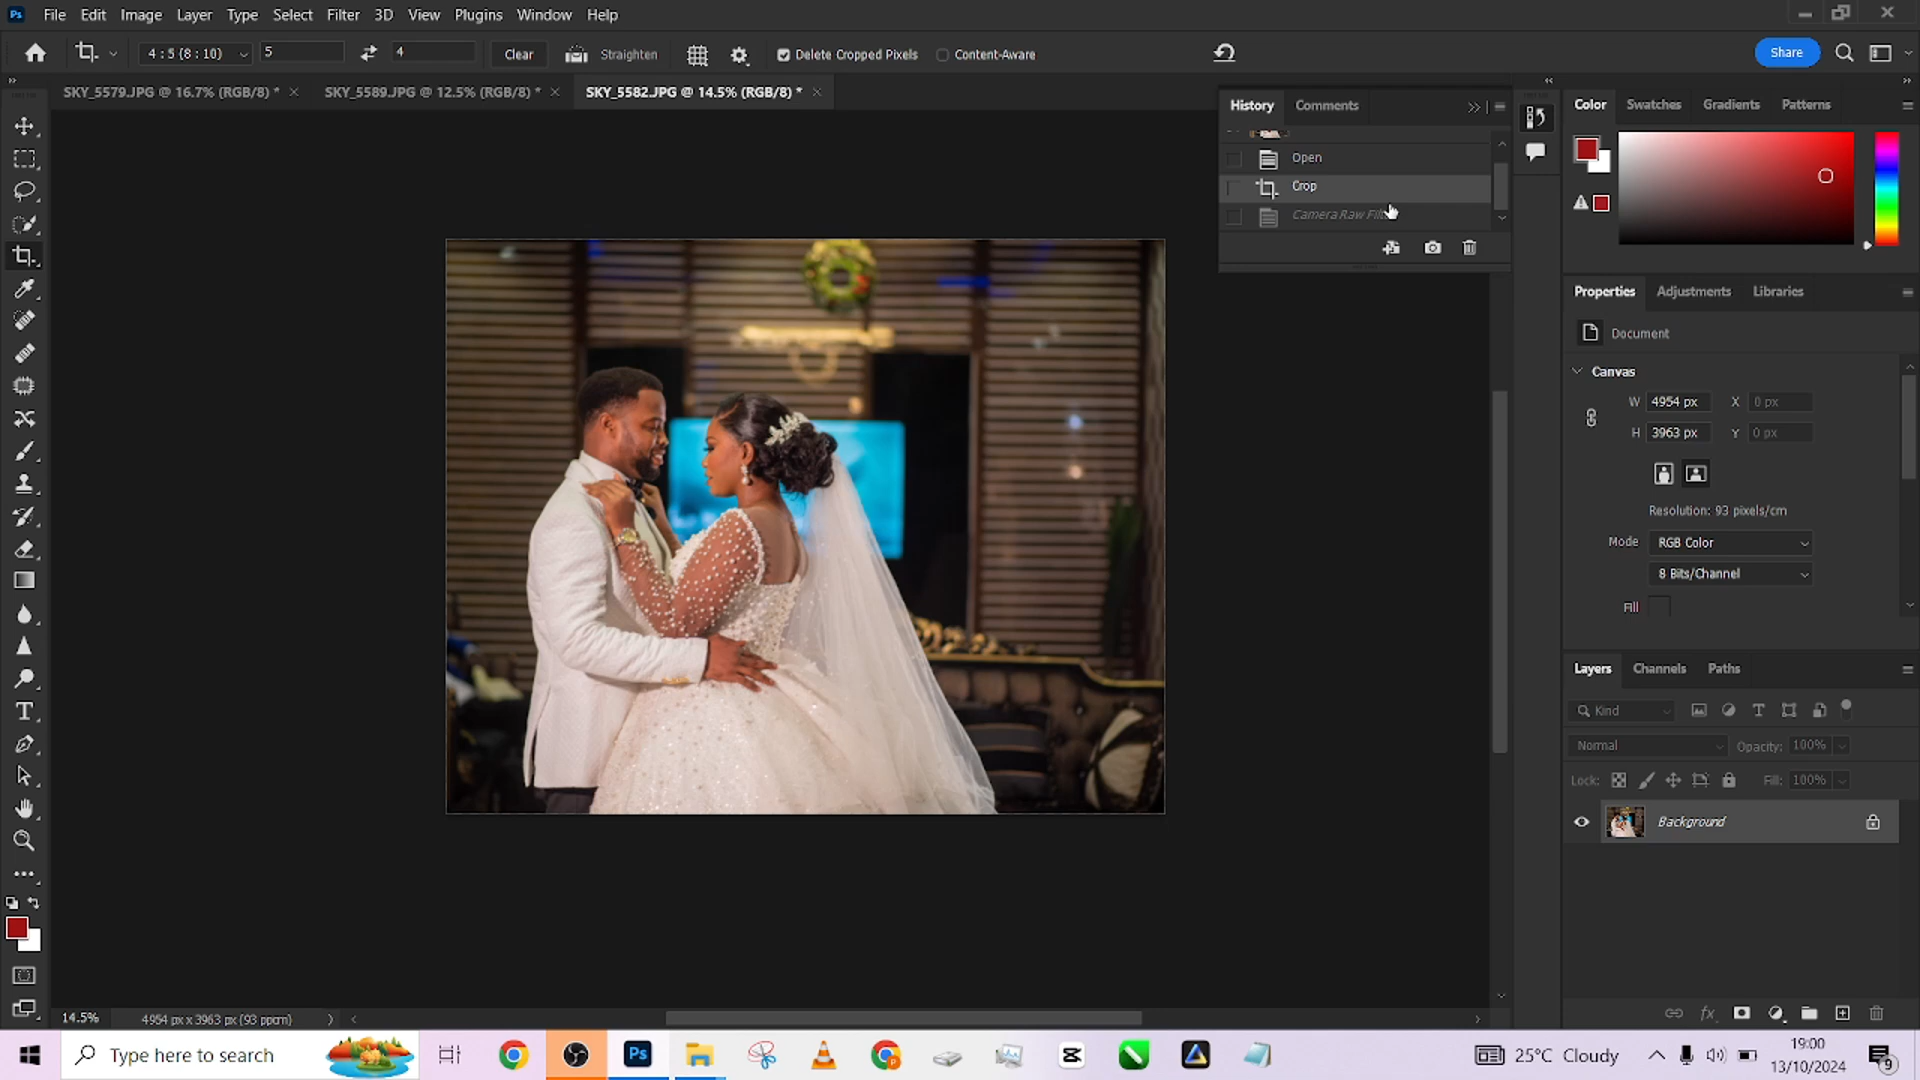 Ps File Edit Image Layer Type Select Filter 3D View Plugins Window Help
4 : 5 (8 : 10) 5 4 Clear Straighten Delete Cropped Pixels Content-Aware Share
SKY_5579.JPG @ 16.7% (RGB/8) * SKY_5589.JPG @ 12.5% (RGB/8) * SKY_5582.JPG @ 14.5% (RGB/8) *
History Comments
Open
Crop
Camera Raw
Color Swatches Gradients Patterns
Properties Adjustments Libraries
Document
Canvas
W 4954 px X 0 px
H 3963 px Y 0 px
Resolution: 93 pixels/cm
Mode RGB Color
8 Bits/Channel
Fill
Layers Channels Paths
Kind
Normal Opacity: 100%
Lock: Fill: 100%
Background
14.5% 4954 px x 3963 px (93 ppcm)
Type here to search
Ps
25°C Cloudy
19:00
13/10/2024
9